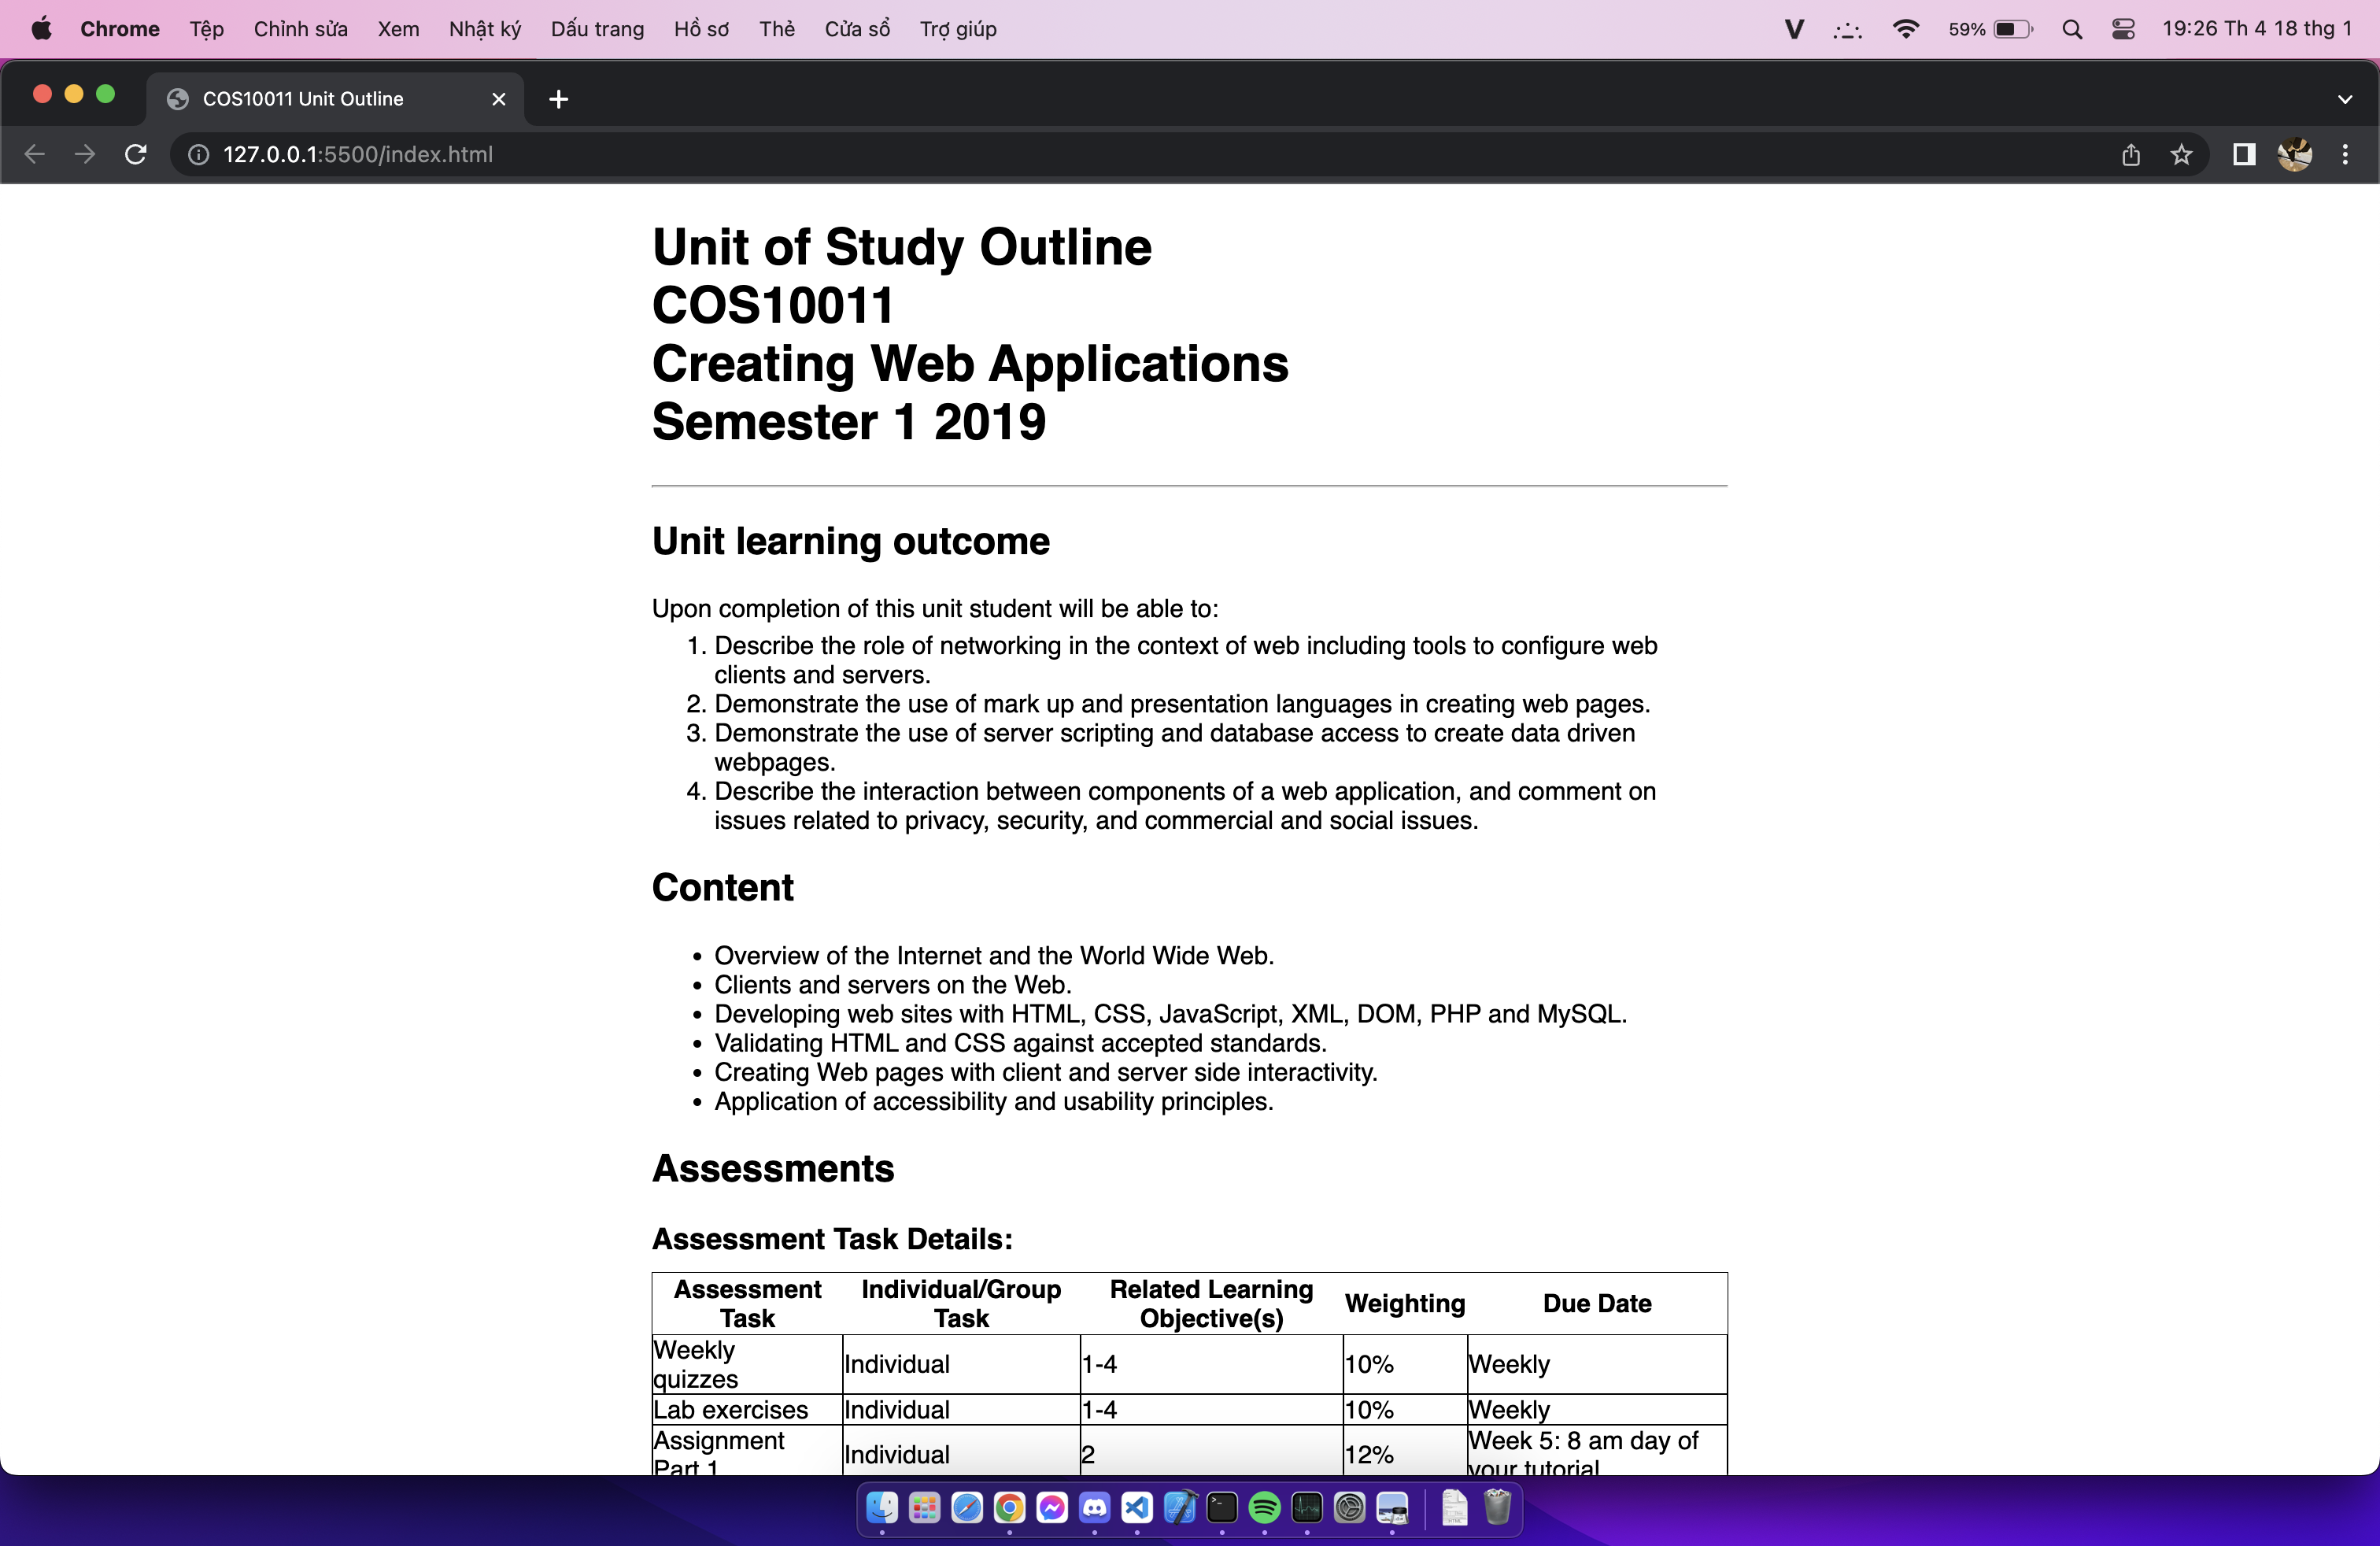 Chrome Tệp Chỉnh sửa Xem Nhật ký Dấu trang Hồ sơ Thẻ Cửa sổ Trợ giúp V 59% 19:26 Th 4 18 thg 1
COS10011 Unit Outline
127.0.0.1:5500/index.html
Unit of Study Outline
COS10011
Creating Web Applications
Semester 1 2019
Unit learning outcome
Upon completion of this unit student will be able to:
1. Describe the role of networking in the context of web including tools to configure web
clients and servers.
2. Demonstrate the use of mark up and presentation languages in creating web pages.
3. Demonstrate the use of server scripting and database access to create data driven
webpages.
4. Describe the interaction between components of a web application, and comment on
issues related to privacy, security, and commercial and social issues.
Content
• Overview of the Internet and the World Wide Web.
• Clients and servers on the Web.
• Developing web sites with HTML, CSS, JavaScript, XML, DOM, PHP and MySQL.
• Validating HTML and CSS against accepted standards.
• Creating Web pages with client and server side interactivity.
• Application of accessibility and usability principles.
Assessments
Assessment Task Details:
Assessment Task Individual/Group Task Related Learning Objective(s) Weighting Due Date
Weekly quizzes Individual 1-4 10% Weekly
Lab exercises Individual 1-4 10% Weekly
Assignment Part 1 Individual 2 12% Week 5: 8 am day of your tutorial